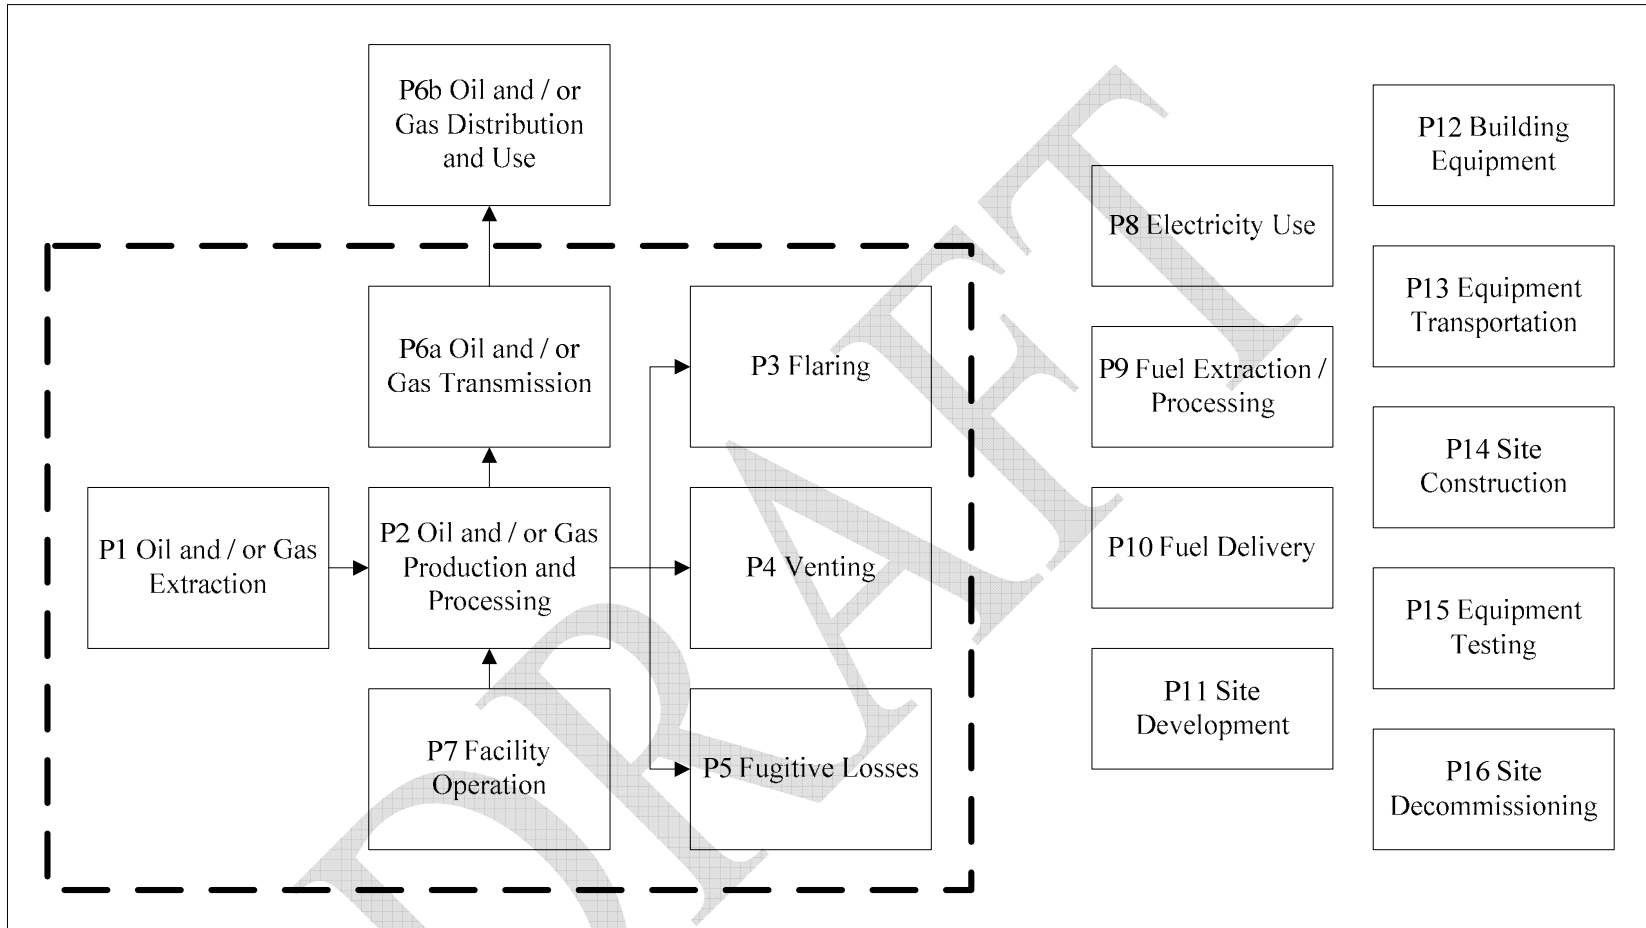 P6b Oil and / or
Gas Distribution
and Use
P6a Oil and / or
Gas Transmission
P3 Flaring
P1 Oil and / or Gas
Extraction
P2 Oil and / or Gas
Production and
Processing
P4 Venting
P7 Facility
Operation
P5 Fugitive Losses
P8 Electricity Use
P9 Fuel Extraction /
Processing
P10 Fuel Delivery
P11 Site
Development
P12 Building
Equipment
P13 Equipment
Transportation
P14 Site
Construction
P15 Equipment
Testing
P16 Site
Decommissioning
DRAFT